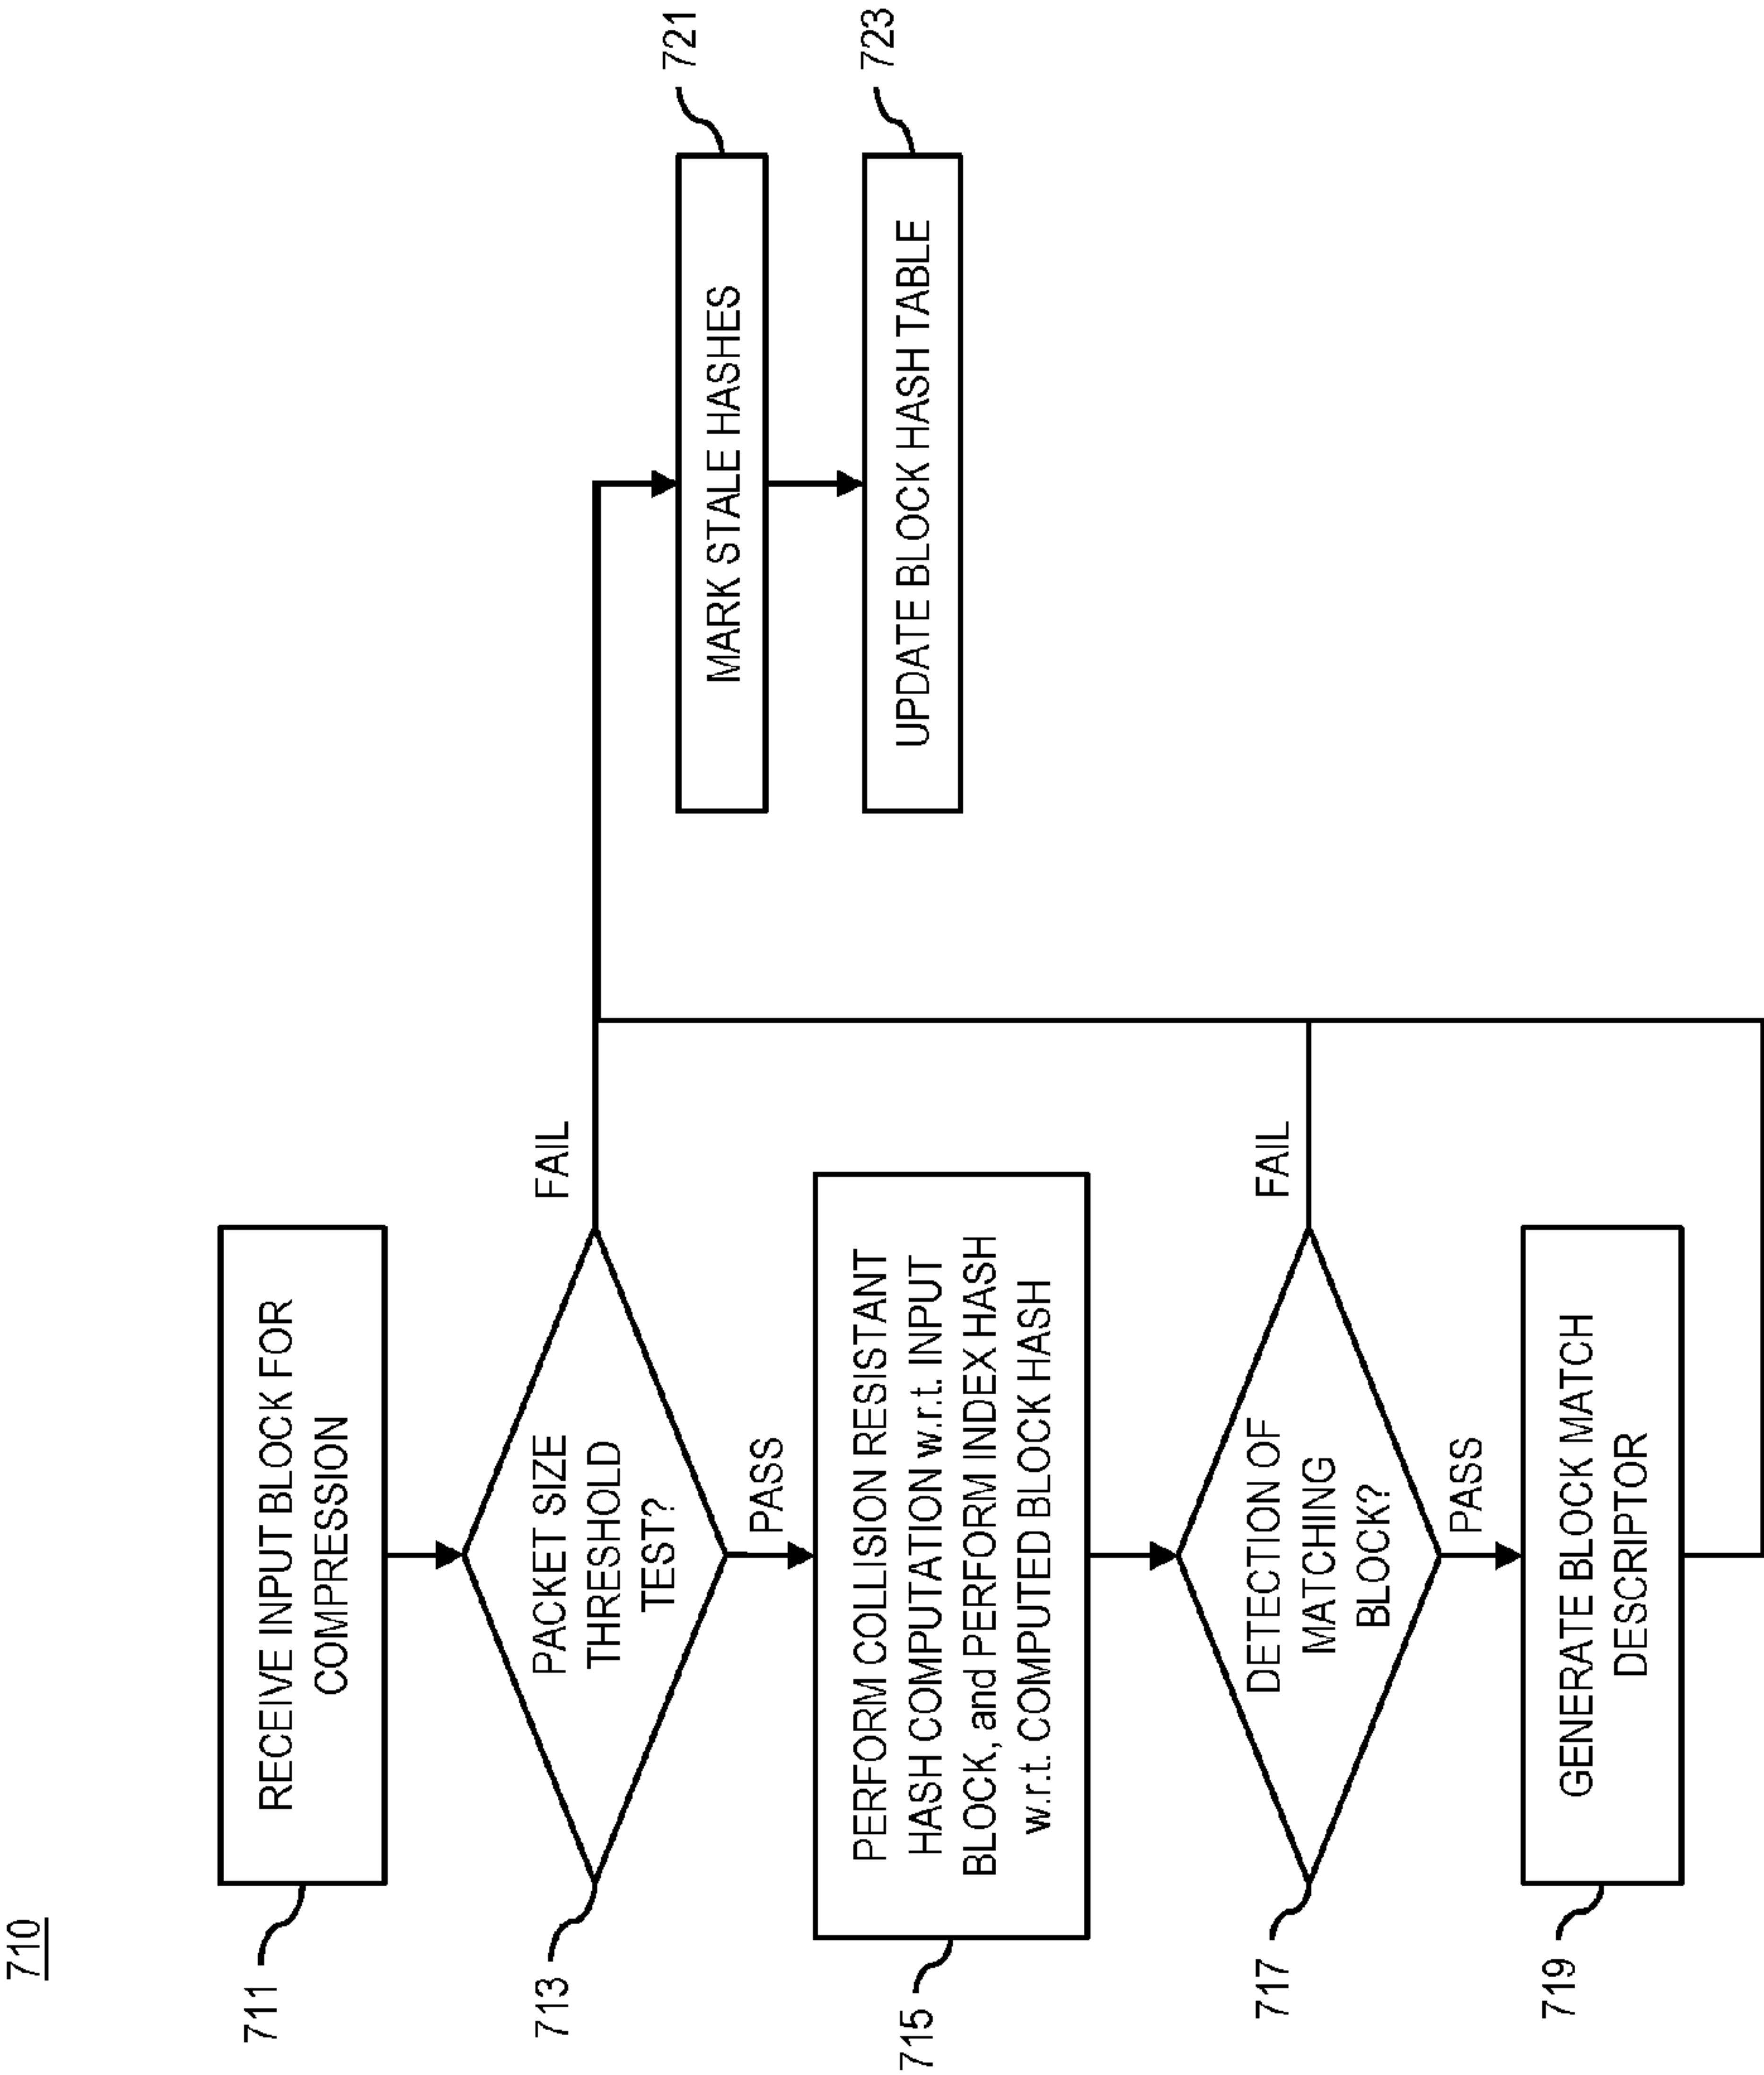 710
711
RECEIVE INPUT BLOCK FOR
COMPRESSION
713
PACKET SIZE
THRESHOLD
TEST?
FAIL
PASS
715
PERFORM COLLISION RESISTANT
HASH COMPUTATION w.r.t. INPUT
BLOCK, and PERFORM INDEX HASH
w.r.t. COMPUTED BLOCK HASH
717
DETECTION OF
MATCHING
BLOCK?
FAIL
PASS
719
GENERATE BLOCK MATCH
DESCRIPTOR
MARK STALE HASHES
721
UPDATE BLOCK HASH TABLE
723